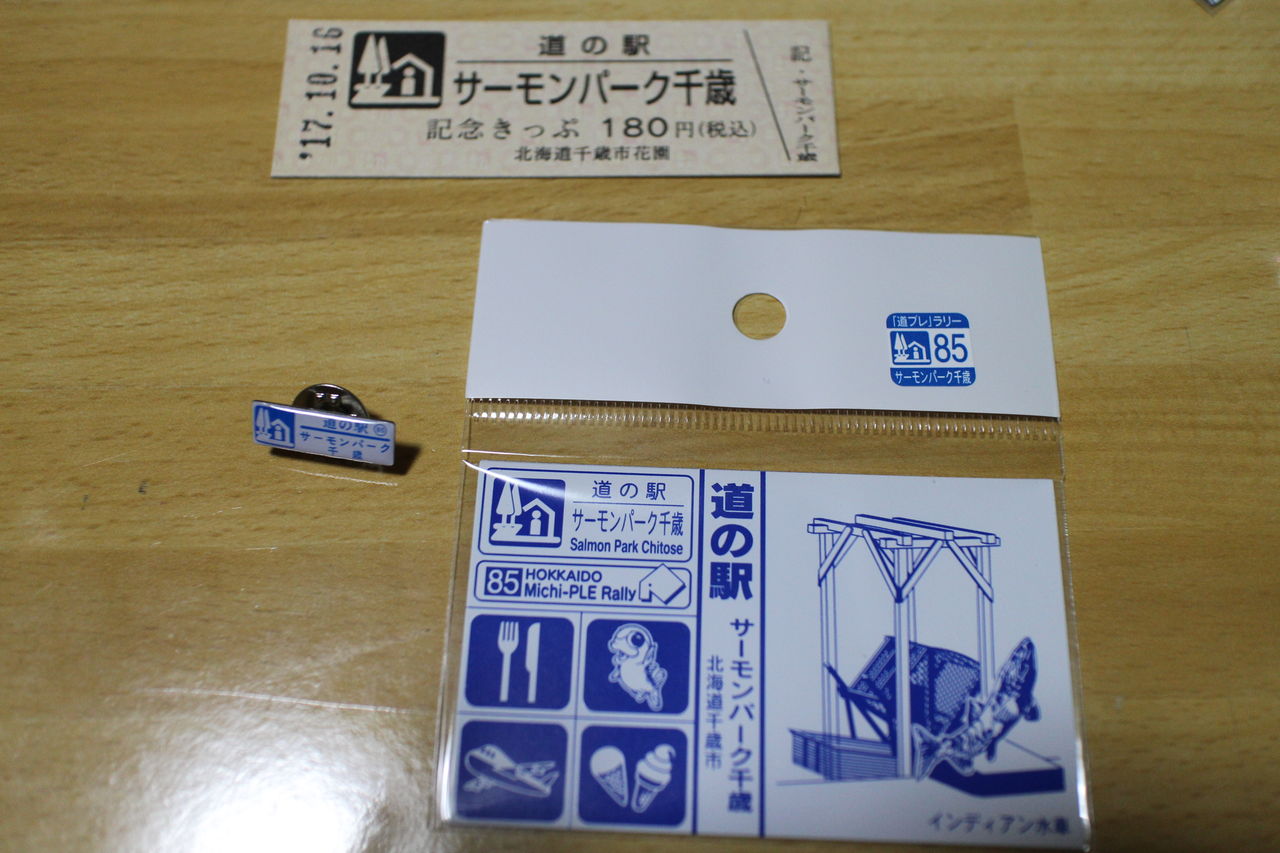 '17.10.16
道の駅
サーモンパーク千歳
記念きっぷ 180円(税込)
北海道千歳市花園
記・サーモンパーク千歳
「道プレ」ラリー
85
サーモンパーク千歳
道の駅 85
サーモンパーク
千歳
道の駅
サーモンパーク千歳
Salmon Park Chitose
85 HOKKAIDO
Michi-PLE Rally
道の駅
サーモンパーク千歳
北海道千歳市
インディアン水車